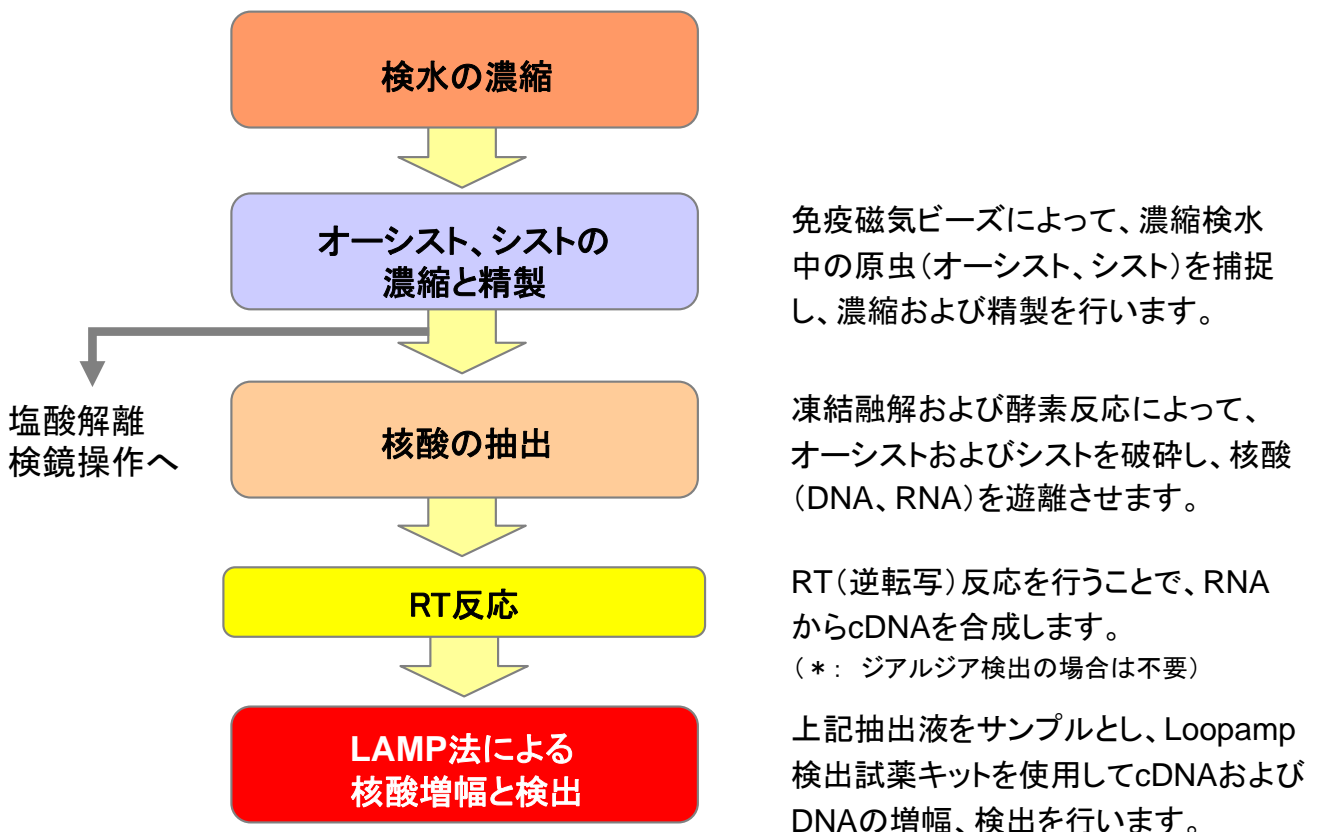 検水の濃縮
オーシスト、シストの
濃縮と精製
免疫磁気ビーズによって、濃縮検水
中の原虫(オーシスト、シスト)を捕捉
し、濃縮および精製を行います。
塩酸解離
検鏡操作へ
核酸の抽出
凍結融解および酵素反応によって、
オーシストおよびシストを破砕し、核酸
(DNA、RNA)を遊離させます。
RT反応
RT(逆転写)反応を行うことで、RNA
からcDNAを合成します。
(*: ジアルジア検出の場合は不要)
LAMP法による
核酸増幅と検出
上記抽出液をサンプルとし、Loopamp
検出試薬キットを使用してcDNAおよび
DNAの増幅、検出を行います。